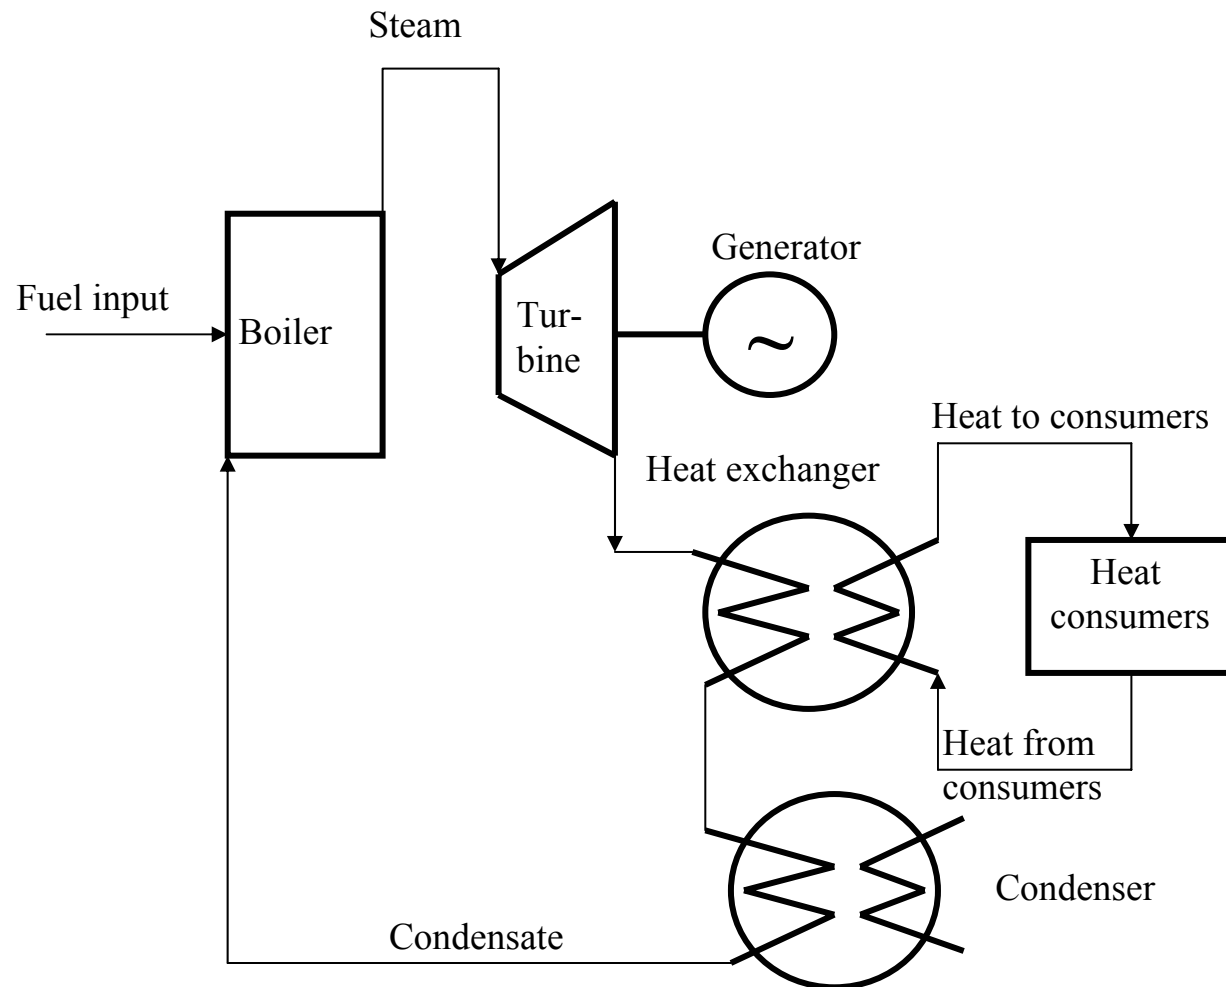 Steam
Generator
Fuel input
Boiler
Tur-
bine
~
Heat to consumers
Heat exchanger
Heat
consumers
Heat from
consumers
Condenser
Condensate